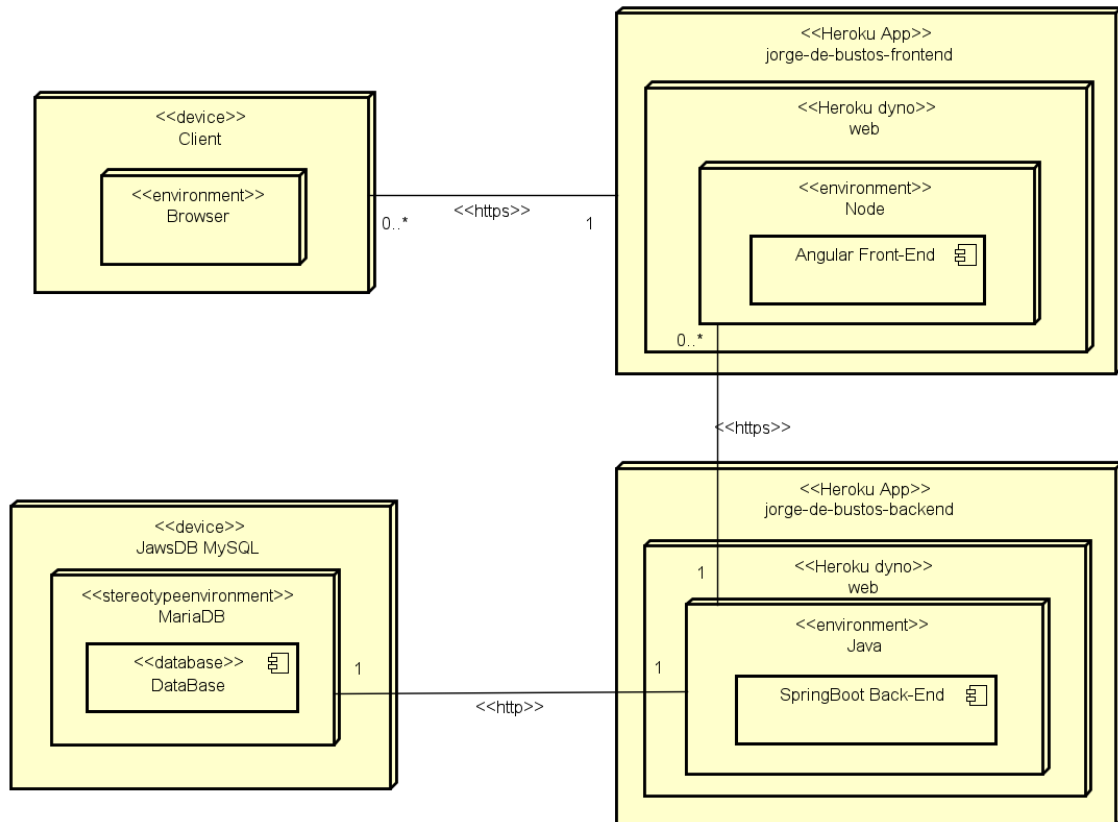 <<Heroku App>>
jorge-de-bustos-frontend
<<Heroku dyno>>
web
<<device>>
Client
<<environment>>
Browser
<<environment>>
Node
Angular Front-End
<<https>>
0..*
1
0..*
<<https>>
<<Heroku App>>
jorge-de-bustos-backend
<<device>>
JawsDB MySQL
<<Heroku dyno>>
web
1
<<stereotypeenvironment>>
MariaDB
<<environment>>
Java
<<database>>
DataBase
1
1
SpringBoot Back-End
<<http>>